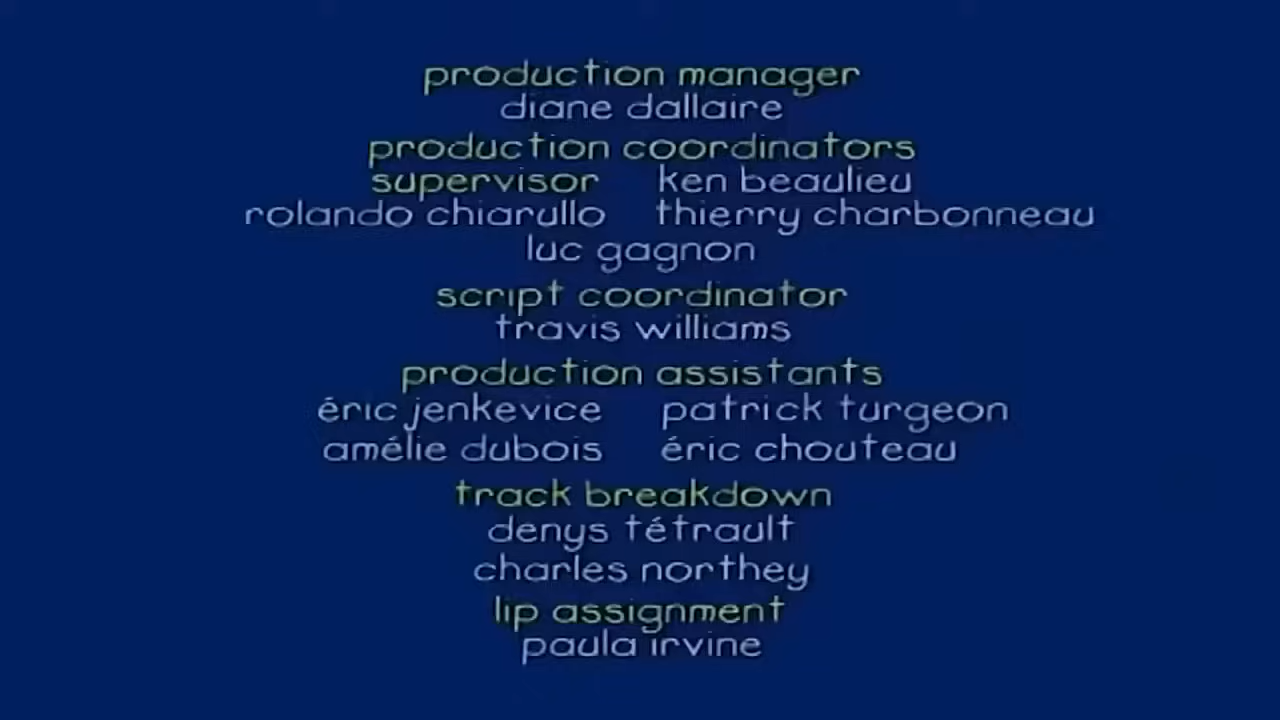 production manager
diane dallaire
production coordinators
supervisor ken beaulieu
rolando chiarullo thierry charbonneau
luc gagnon
script coordinator
travis williams
production assistants
éric jenkevice patrick turgeon
amélie dubois éric chouteau
track breakdown
denys tétrault
charles northey
lip assignment
paula irvine